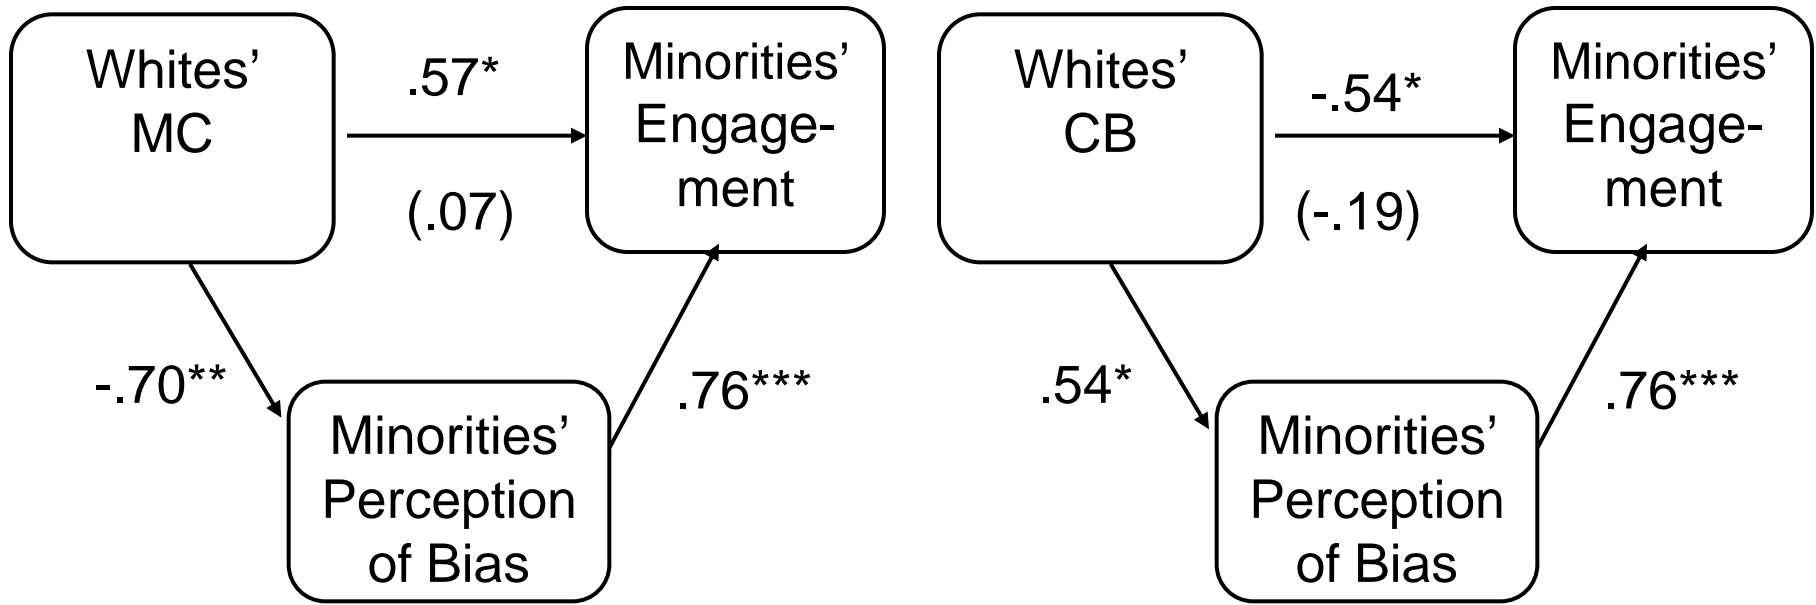 Whites’
MC
.57*
(.07)
Minorities’
Engage-
ment
-.70**
.76***
Minorities’
Perception
of Bias
Whites’
CB
-.54*
(-.19)
Minorities’
Engage-
ment
.54*
.76***
Minorities’
Perception
of Bias